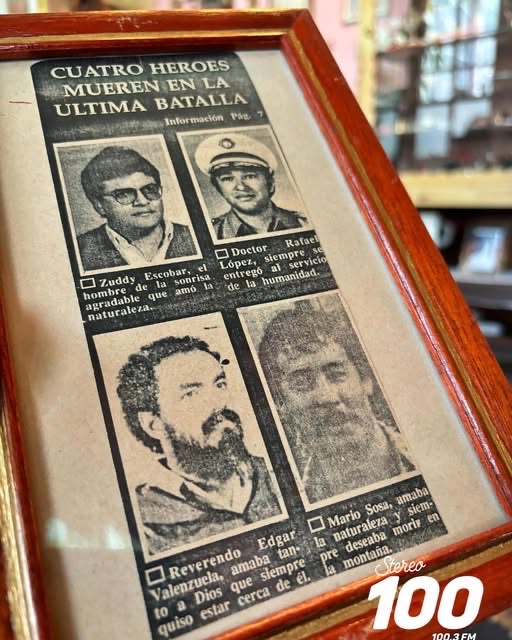 CUATRO HEROES
MUEREN EN LA
ULTIMA BATALLA
Información Pág. 7
Zuddy Escobar, el
hombre de la sonrisa
agradable que amó la
naturaleza.
Doctor Rafael
López, siempre se
entregó al servicio
de la humanidad.
Reverendo Edgar
Valenzuela, amaba tan-
to a Dios que siempre
quiso estar cerca de él.
Mario Sosa, amaba
la naturaleza y siem-
pre deseaba morir en
la montaña.
Stereo
100
100.3 FM